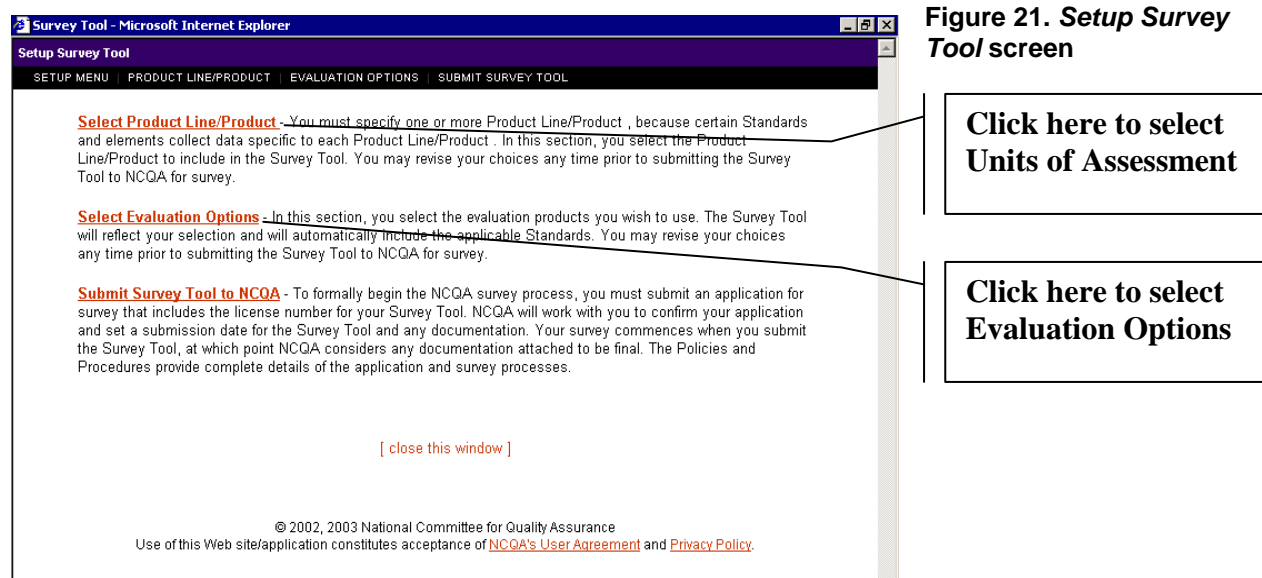 Survey Tool - Microsoft Internet Explorer
Setup Survey Tool
SETUP MENU | PRODUCT LINE/PRODUCT | EVALUATION OPTIONS | SUBMIT SURVEY TOOL
Select Product Line/Product - You must specify one or more Product Line/Product , because certain Standards
and elements collect data specific to each Product Line/Product . In this section, you select the Product
Line/Product to include in the Survey Tool. You may revise your choices any time prior to submitting the Survey
Tool to NCQA for survey.
Select Evaluation Options - In this section, you select the evaluation products you wish to use. The Survey Tool
will reflect your selection and will automatically include the applicable Standards. You may revise your choices
any time prior to submitting the Survey Tool to NCQA for survey.
Submit Survey Tool to NCQA - To formally begin the NCQA survey process, you must submit an application for
survey that includes the license number for your Survey Tool. NCQA will work with you to confirm your application
and set a submission date for the Survey Tool and any documentation. Your survey commences when you submit
the Survey Tool, at which point NCQA considers any documentation attached to be final. The Policies and
Procedures provide complete details of the application and survey processes.
[ close this window ]
© 2002, 2003 National Committee for Quality Assurance
Use of this Web site/application constitutes acceptance of NCQA's User Agreement and Privacy Policy.
Figure 21. Setup Survey
Tool screen
Click here to select
Units of Assessment
Click here to select
Evaluation Options